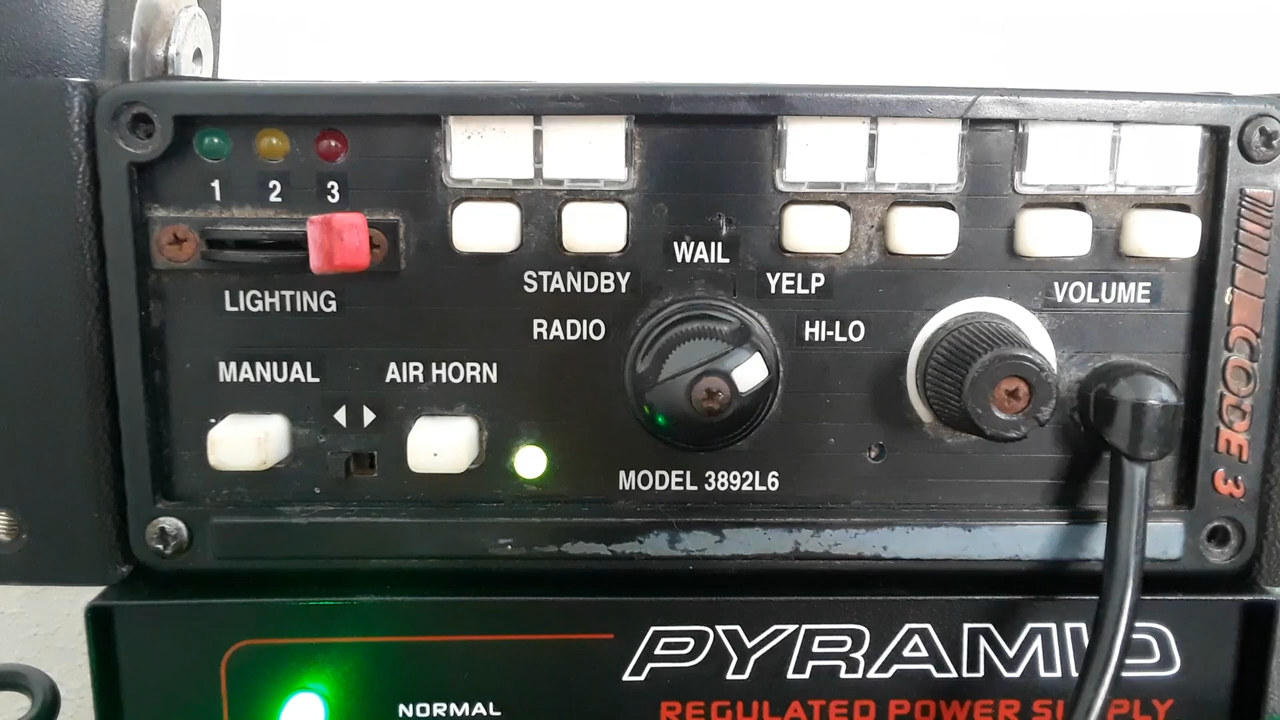 1 2 3
LIGHTING
MANUAL
AIR HORN
STANDBY
WAIL
YELP
RADIO
HI-LO
VOLUME
MODEL 3892L6
CODE 3
PYRAMID
NORMAL
REGULATED POWER SUPPLY